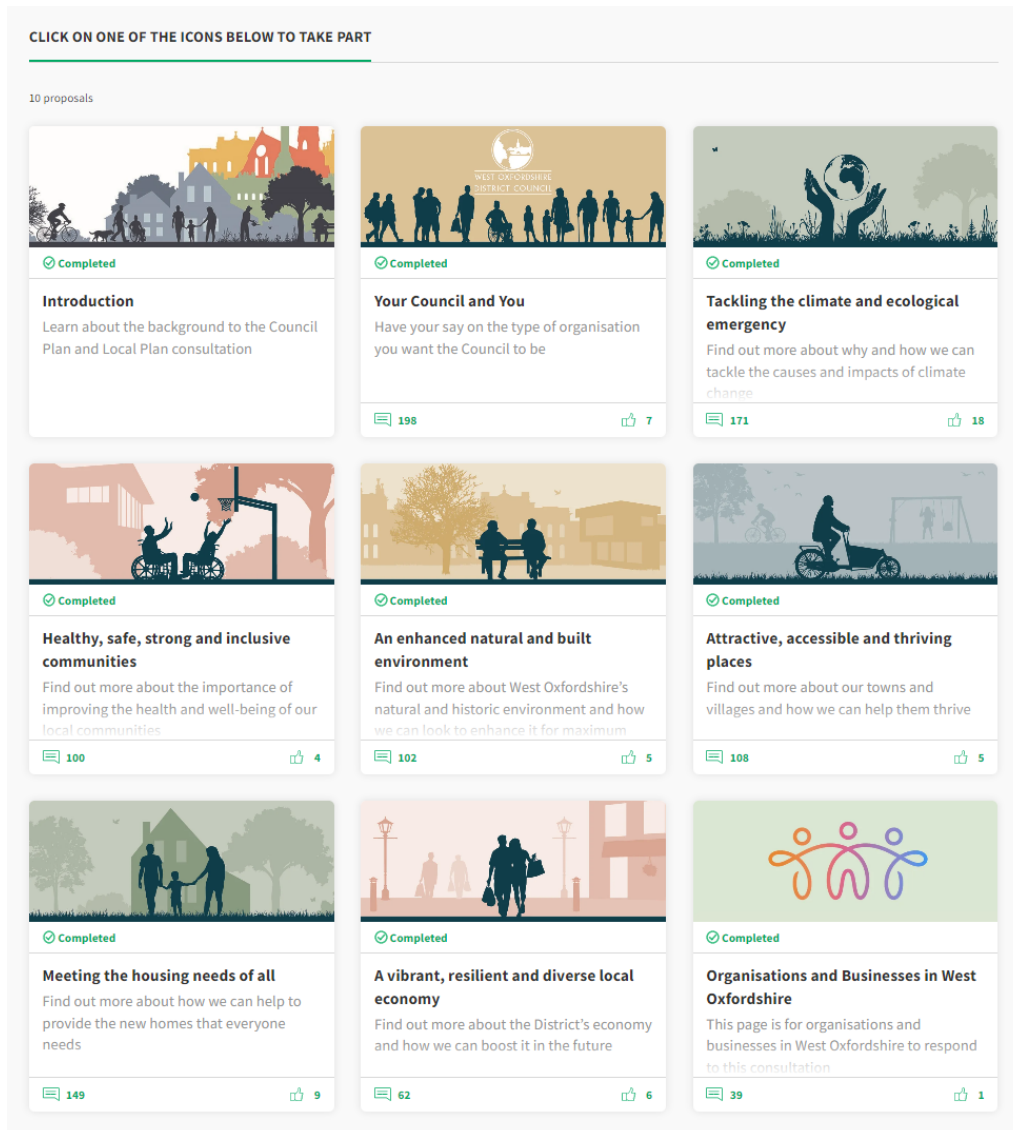 CLICK ON ONE OF THE ICONS BELOW TO TAKE PART
10 proposals
Completed
Introduction
Learn about the background to the Council
Plan and Local Plan consultation
WEST OXFORDSHIRE
DISTRICT COUNCIL
Completed
Your Council and You
Have your say on the type of organisation
you want the Council to be
198
7
Completed
Tackling the climate and ecological
emergency
Find out more about why and how we can
tackle the causes and impacts of climate
change
171
18
Completed
Healthy, safe, strong and inclusive
communities
Find out more about the importance of
improving the health and well-being of our
local communities
100
4
Completed
An enhanced natural and built
environment
Find out more about West Oxfordshire’s
natural and historic environment and how
we can look to enhance it for maximum
102
5
Completed
Attractive, accessible and thriving
places
Find out more about our towns and
villages and how we can help them thrive
108
5
Completed
Meeting the housing needs of all
Find out more about how we can help to
provide the new homes that everyone
needs
149
9
Completed
A vibrant, resilient and diverse local
economy
Find out more about the District’s economy
and how we can boost it in the future
62
6
Completed
Organisations and Businesses in West
Oxfordshire
This page is for organisations and
businesses in West Oxfordshire to respond
to this consultation
39
1